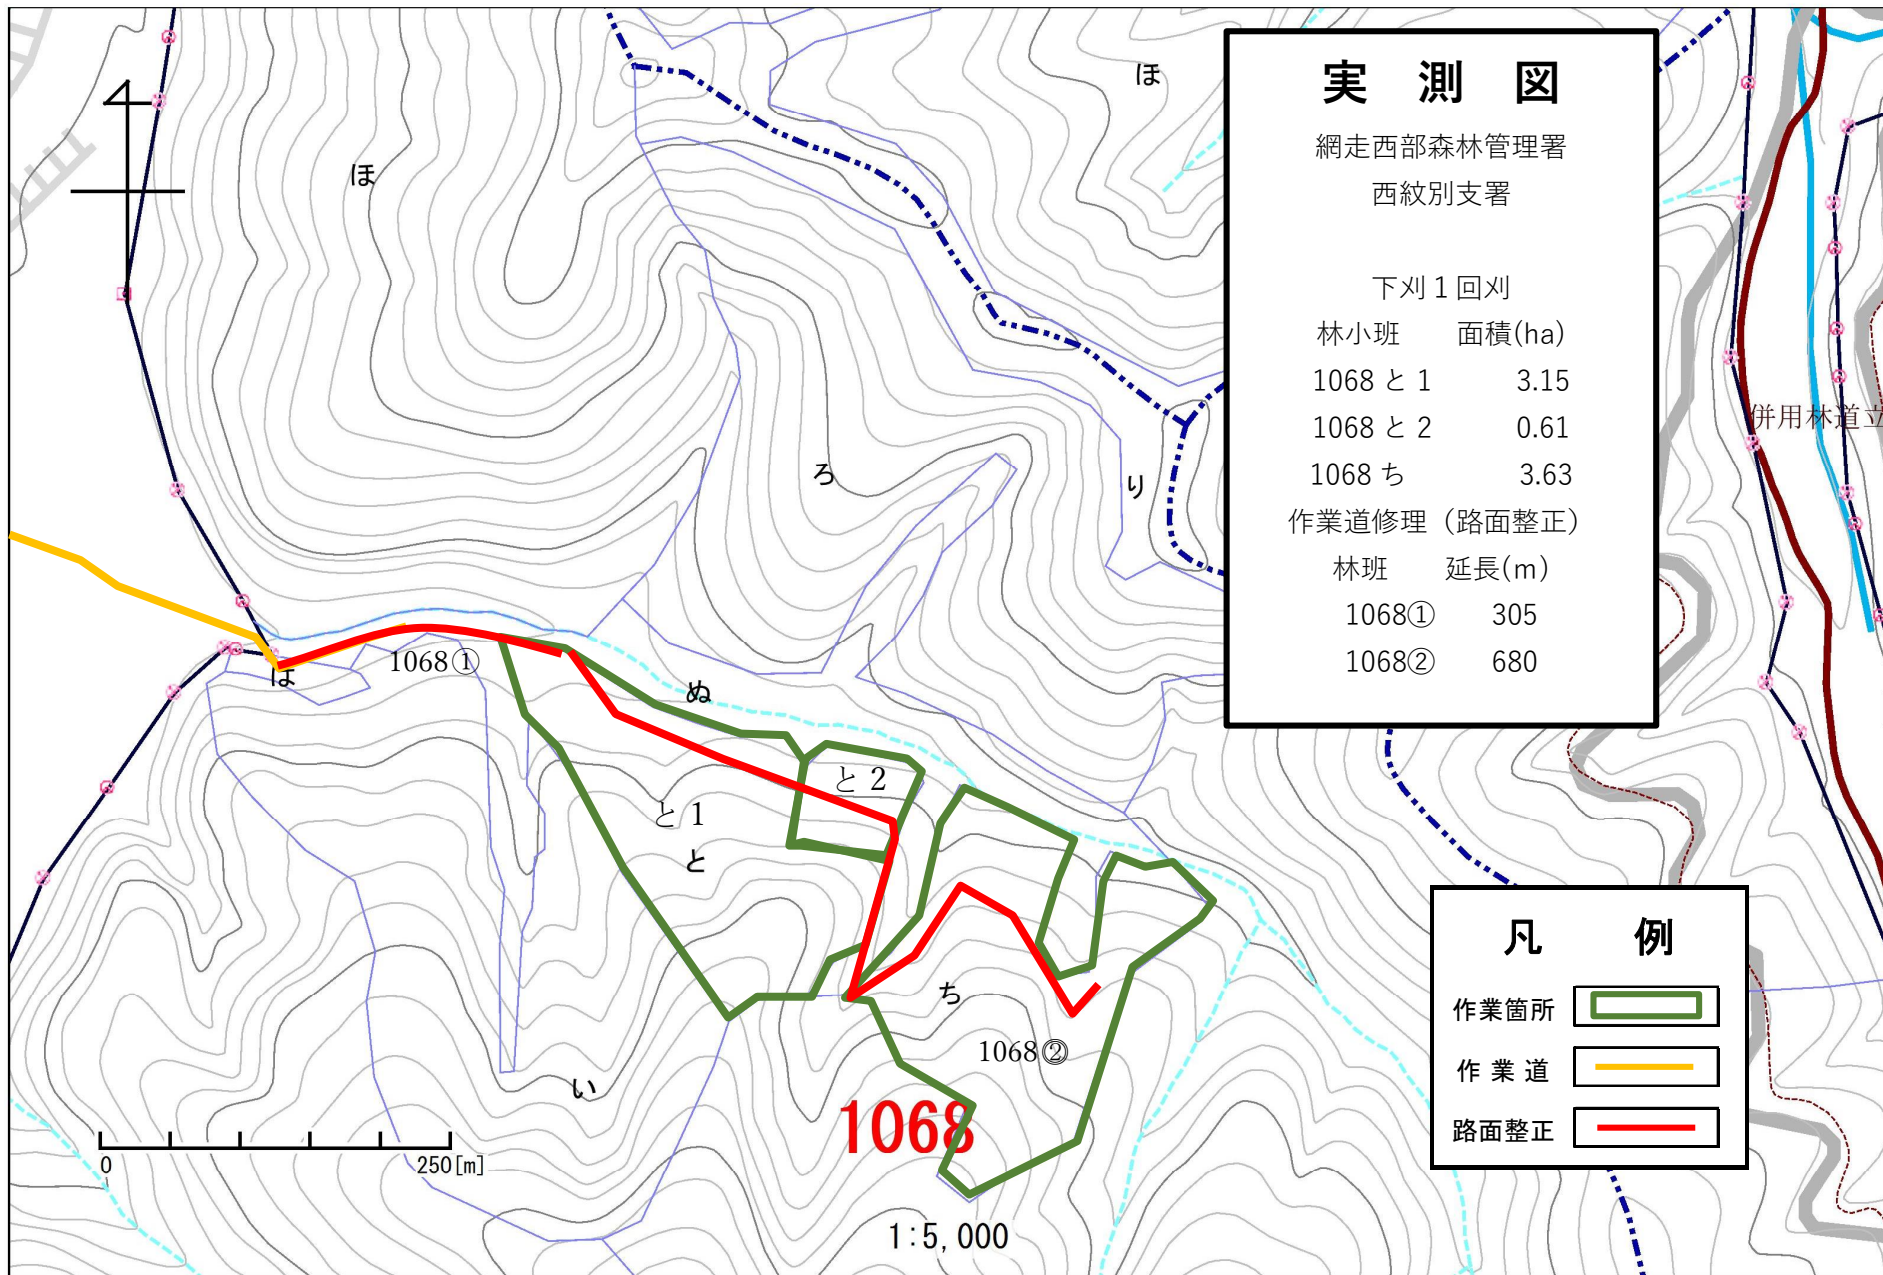 実 測 図
網走西部森林管理署
西紋別支署
下刈1回刈
林小班 面積(ha)
1068 と 1 3.15
1068 と 2 0.61
1068 ち 3.63
作業道修理（路面整正）
林班 延長(m)
1068① 305
1068② 680
ほ
ほ
ろ
り
併用林道立
1068①
は
ぬ
と 2
と 1
と
ち
1068②
い
1068
0 250[m]
1:5,000
凡 例
作業箇所
作 業 道
路面整正